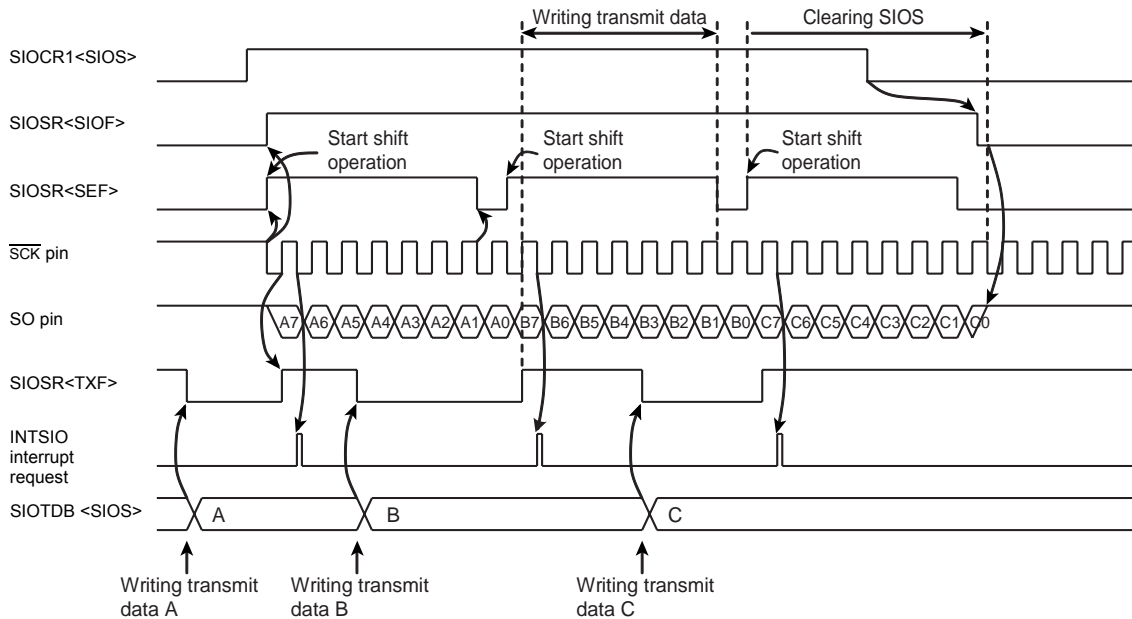 Writing transmit data
Clearing SIOS
SIOCR1<SIOS>
SIOSR<SIOF>
Start shift
operation
Start shift
operation
Start shift
operation
SIOSR<SEF>
SCK pin
SO pin
A7 A6 A5 A4 A3 A2 A1 A0 B7 B6 B5 B4 B3 B2 B1 B0 C7 C6 C5 C4 C3 C2 C1 C0
SIOSR<TXF>
INTSIO
interrupt
request
SIOTDB <SIOS>
A
B
C
Writing transmit
data A
Writing transmit
data B
Writing transmit
data C